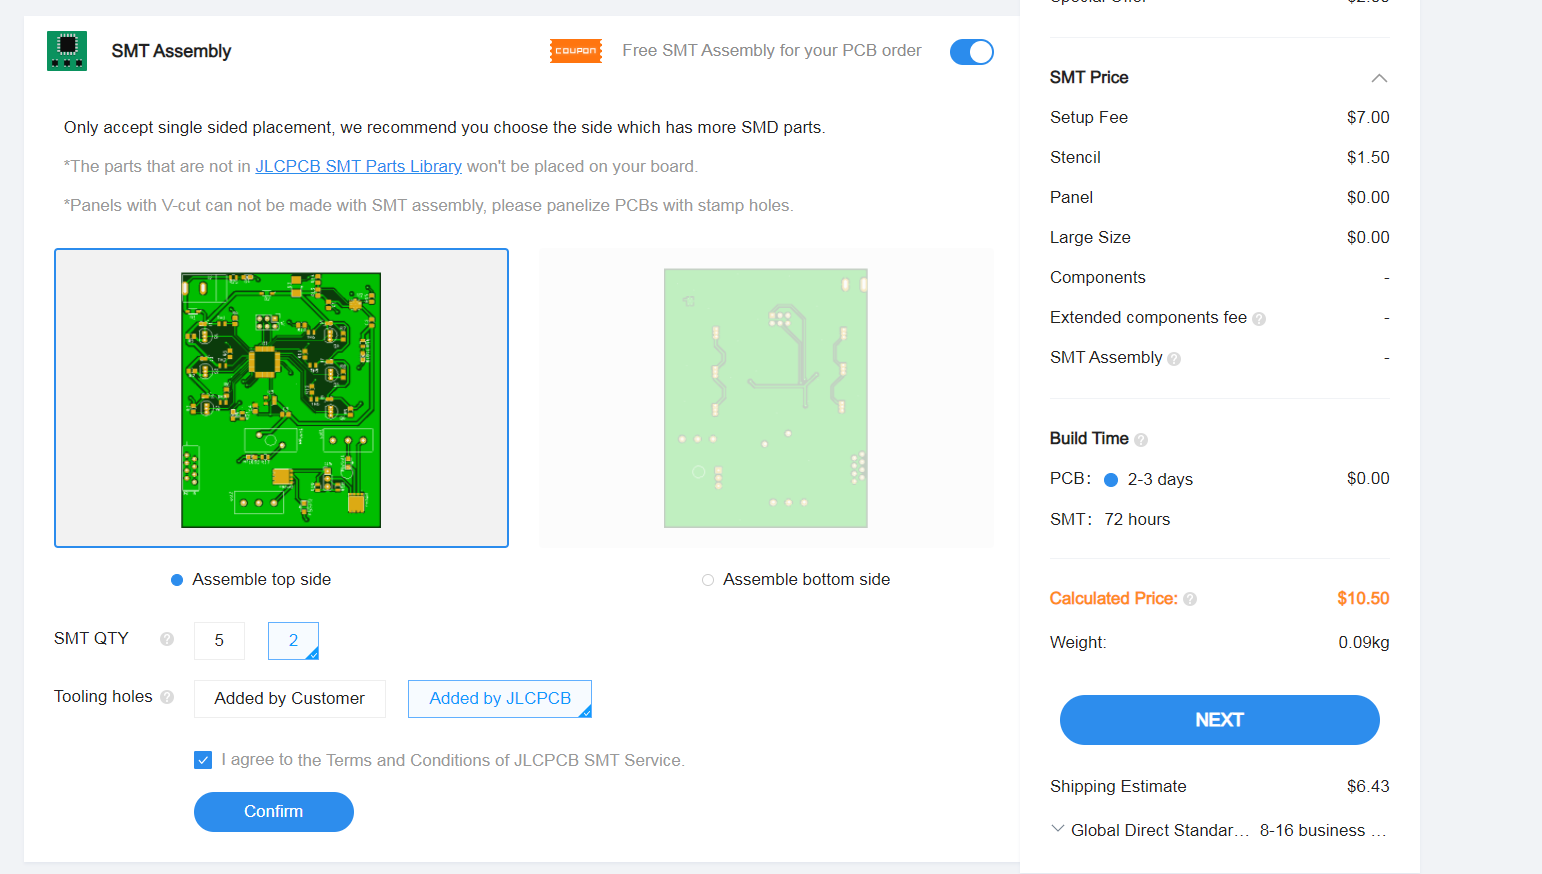 Special Offer $2.00
SMT Assembly
COUPON
Free SMT Assembly for your PCB order
Only accept single sided placement, we recommend you choose the side which has more SMD parts.
*The parts that are not in JLCPCB SMT Parts Library won't be placed on your board.
*Panels with V-cut can not be made with SMT assembly, please panelize PCBs with stamp holes.
Assemble top side
Assemble bottom side
SMT QTY ? 5 2
Tooling holes ? Added by Customer Added by JLCPCB
I agree to the Terms and Conditions of JLCPCB SMT Service.
Confirm
SMT Price
Setup Fee $7.00
Stencil $1.50
Panel $0.00
Large Size $0.00
Components -
Extended components fee ? -
SMT Assembly ? -
Build Time ?
PCB: 2-3 days $0.00
SMT: 72 hours
Calculated Price: ? $10.50
Weight: 0.09kg
NEXT
Shipping Estimate $6.43
Global Direct Standar... 8-16 business ...